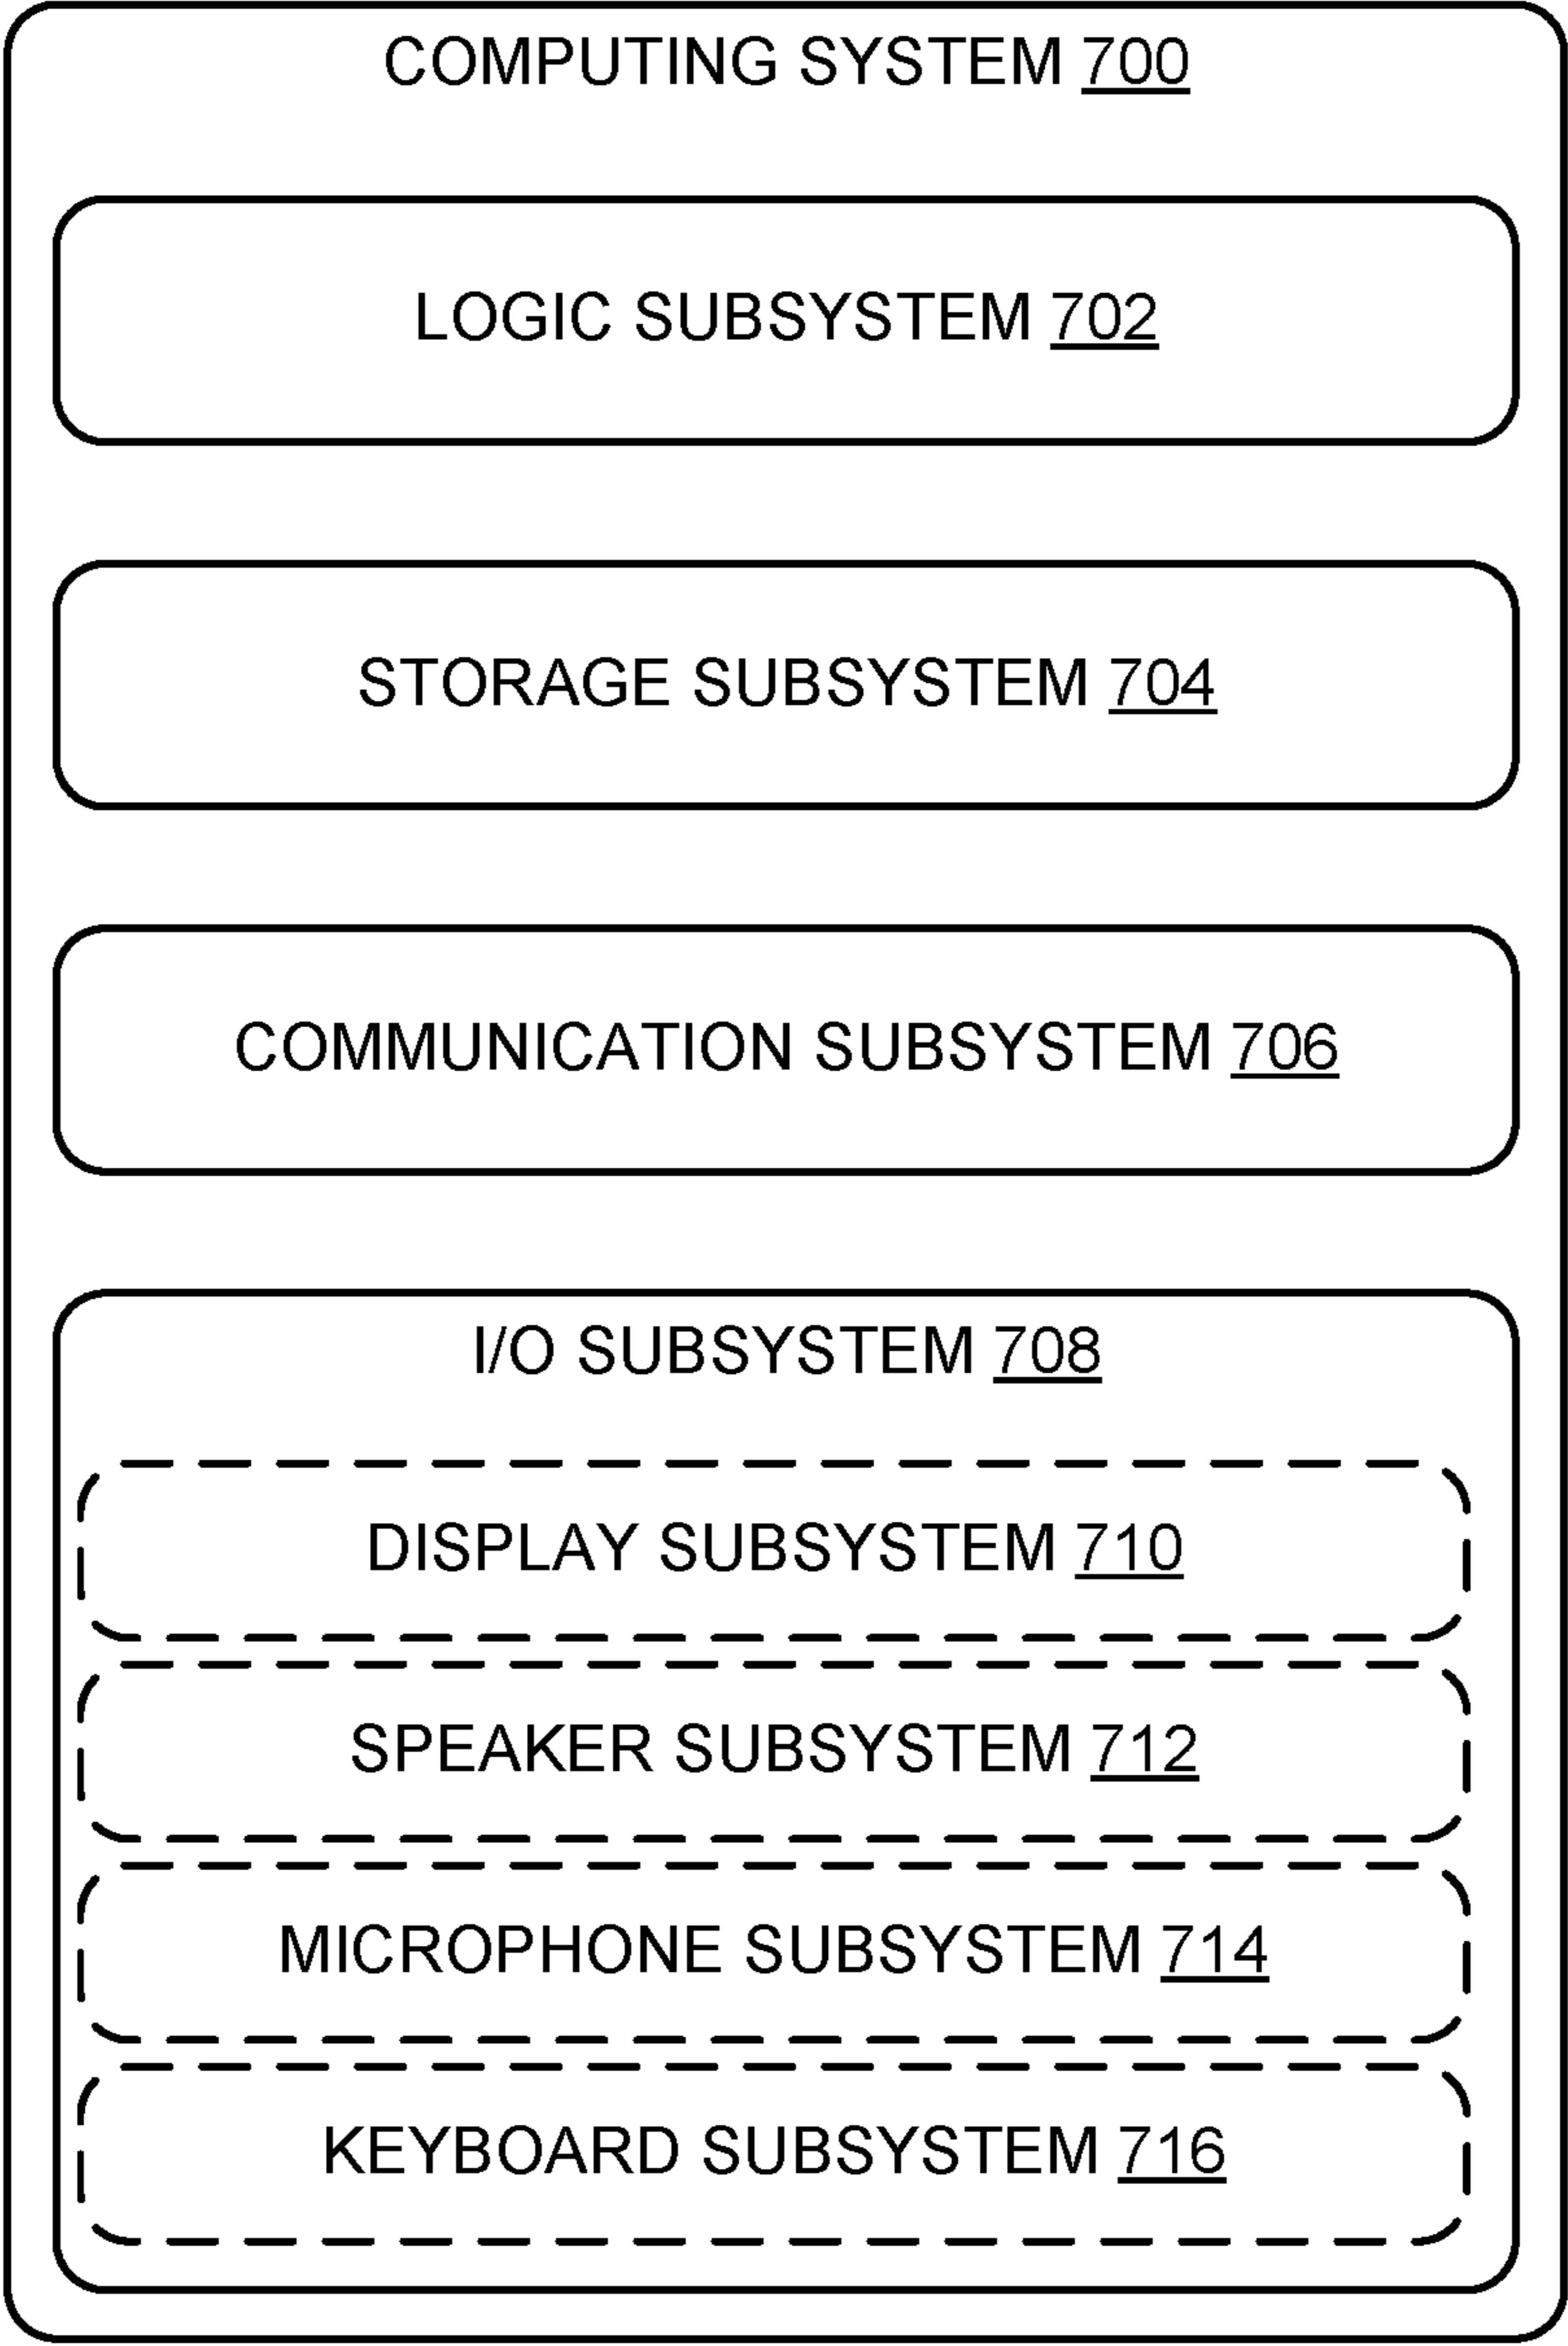 COMPUTING SYSTEM 700
LOGIC SUBSYSTEM 702
STORAGE SUBSYSTEM 704
COMMUNICATION SUBSYSTEM 706
I/O SUBSYSTEM 708
DISPLAY SUBSYSTEM 710
SPEAKER SUBSYSTEM 712
MICROPHONE SUBSYSTEM 714
KEYBOARD SUBSYSTEM 716